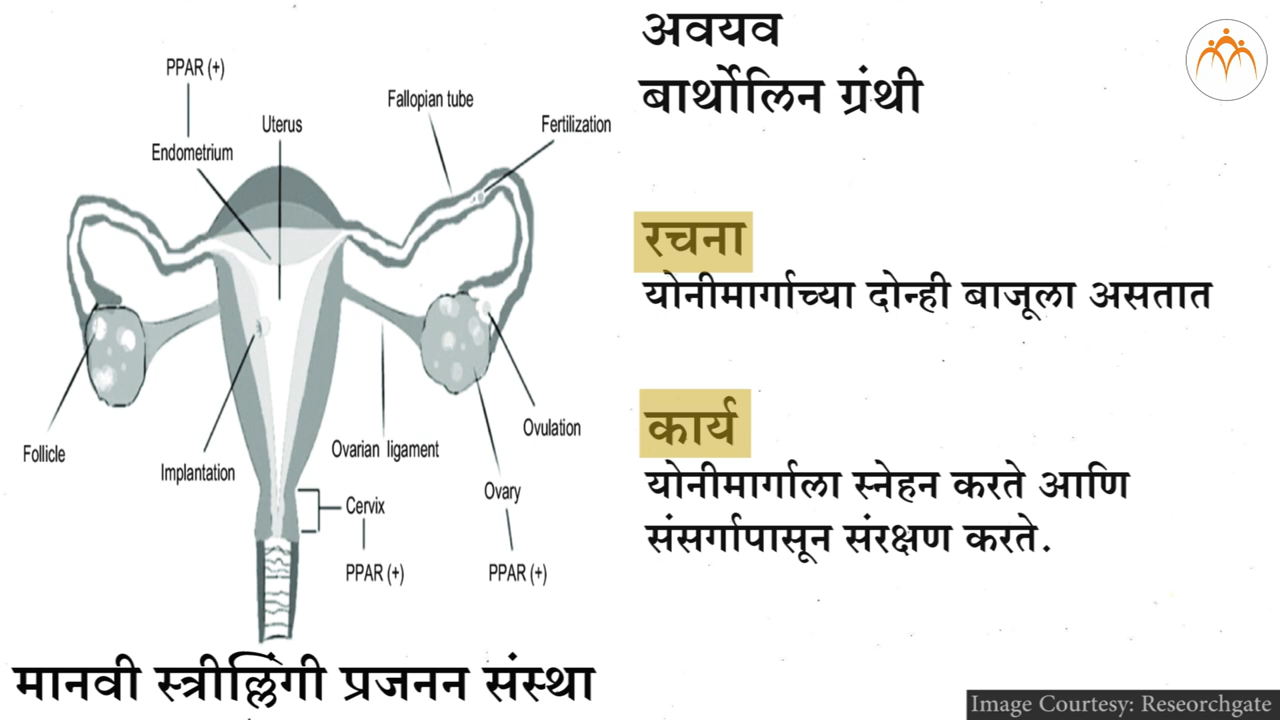 अवयव
बार्थोलिन ग्रंथी
रचना
योनीमार्गाच्या दोन्ही बाजूला असतात
कार्य
योनीमार्गाला स्नेहन करते आणि
संसर्गापासून संरक्षण करते.
PPAR (+)
Endometrium
Uterus
Fallopian tube
Fertilization
Follicle
Implantation
Ovarian ligament
Ovulation
Ovary
PPAR (+)
Cervix
PPAR (+)
मानवी स्त्रील्लिंगी प्रजनन संस्था
Image Courtesy: Reseorchgate